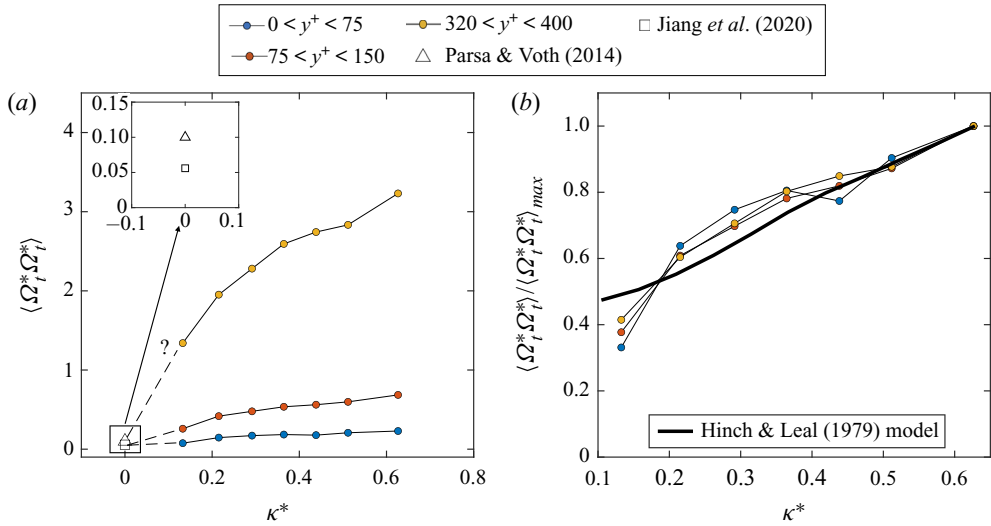 0 < y⁺ < 75
320 < y⁺ < 400
Jiang et al. (2020)
75 < y⁺ < 150
Parsa & Voth (2014)
(a)
(b)
4
3
2
1
0
0
0.2
0.4
0.6
0.8
κ*
⟨Ω*ₜΩ*ₜ⟩
0.15
0.10
0.05
0
−0.1
0
0.1
?
1.0
0.8
0.6
0.4
0.2
0
0.1
0.2
0.3
0.4
0.5
0.6
κ*
⟨Ω*ₜΩ*ₜ⟩/⟨Ω*ₜΩ*ₜ⟩max
Hinch & Leal (1979) model